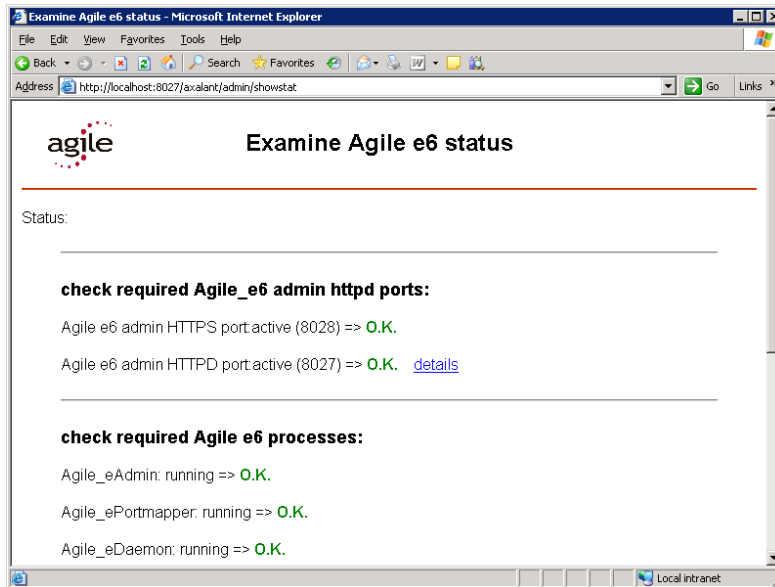 Examine Agile e6 status - Microsoft Internet Explorer
File Edit View Favorites Tools Help
Back Search Favorites
Address http://localhost:8027/axalant/admin/showstat Go Links »
agile Examine Agile e6 status
Status:
check required Agile_e6 admin httpd ports:
Agile e6 admin HTTPS port:active (8028) => O.K.
Agile e6 admin HTTPD port:active (8027) => O.K. details
check required Agile e6 processes:
Agile_eAdmin: running => O.K.
Agile_ePortmapper: running => O.K.
Agile_eDaemon: running => O.K.
Local intranet